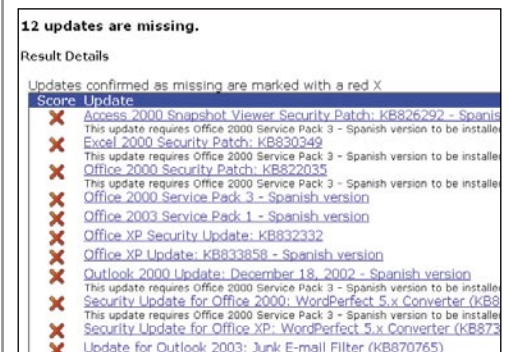 12 updates are missing.
Result Details
Updates confirmed as missing are marked with a red X
Score Update
Access 2000 Snapshot Viewer Security Patch: KB826292 - Spanis
This update requires Office 2000 Service Pack 3 - Spanish version to be installe
Excel 2000 Security Patch: KB830349
This update requires Office 2000 Service Pack 3 - Spanish version to be installe
Office 2000 Security Patch: KB822035
This update requires Office 2000 Service Pack 3 - Spanish version to be installe
Office 2000 Service Pack 3 - Spanish version
Office 2003 Service Pack 1 - Spanish version
Office XP Security Update: KB832332
Office XP Update: KB833858 - Spanish version
Outlook 2000 Update: December 18, 2002 - Spanish version
This update requires Office 2000 Service Pack 3 - Spanish version to be installe
Security Update for Office 2000: WordPerfect 5.x Converter (KB8
This update requires Office 2000 Service Pack 3 - Spanish version to be installe
Security Update for Office XP: WordPerfect 5.x Converter (KB873
Update for Outlook 2003: Junk E-mail Filter (KB870765)